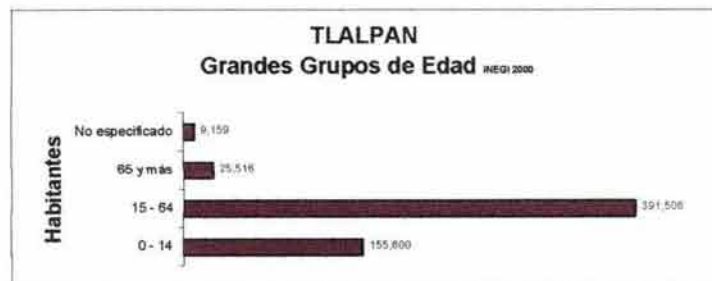 TLALPAN
Grandes Grupos de Edad INEGI 2000
Habitantes
No especificado 9,159
65 y más 25,516
15 - 64 391,506
0 - 14 155,600